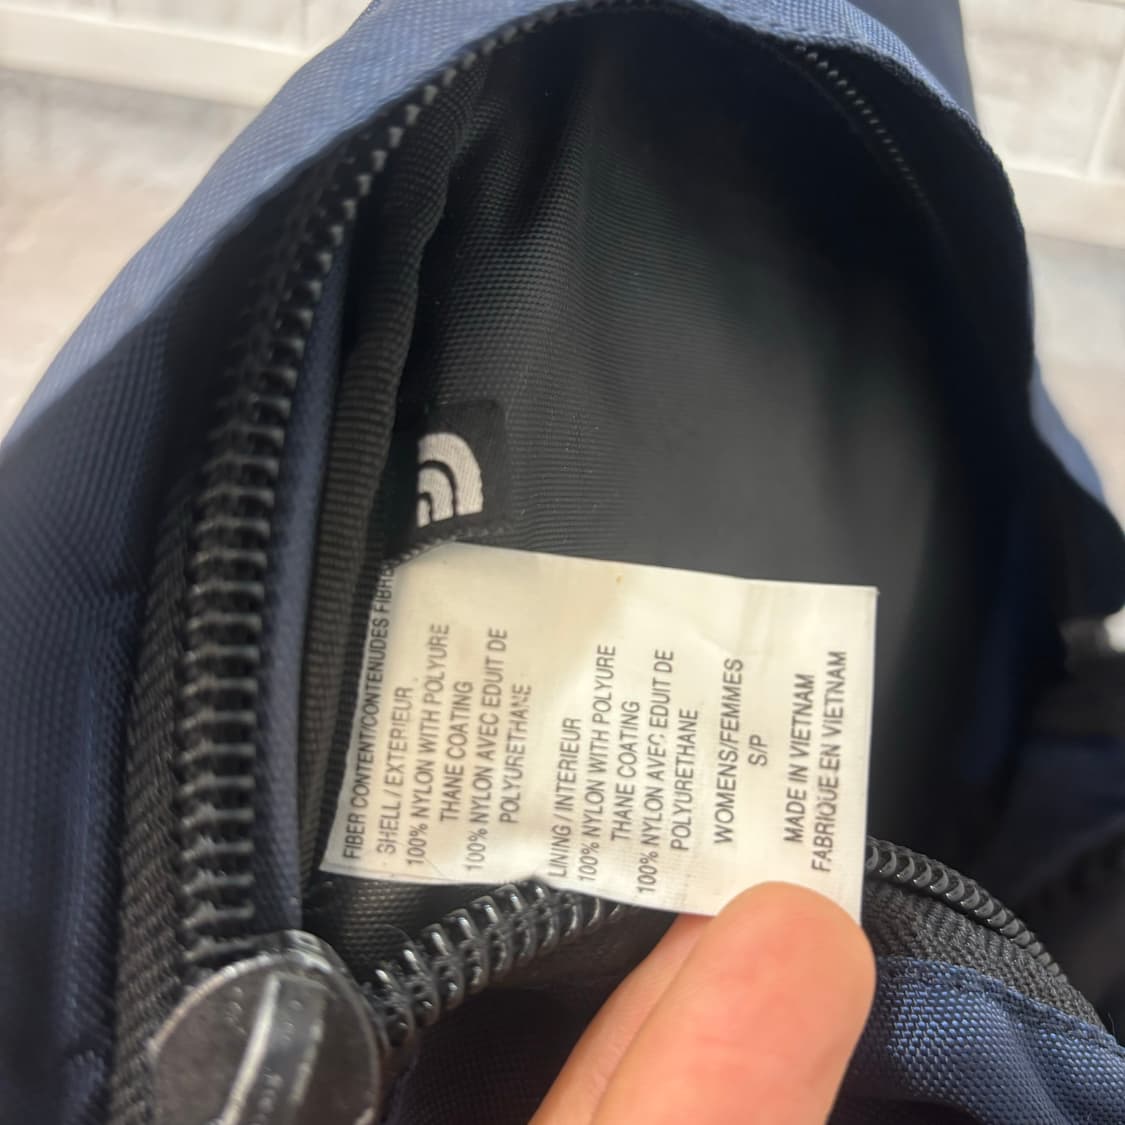 FIBER CONTENT/CONTENUDES FIBRE
SHELL / EXTERIEUR
100% NYLON WITH POLYURE
THANE COATING
100% NYLON AVEC EDUIT DE
POLYURETHANE
LINING / INTERIEUR
100% NYLON WITH POLYURE
THANE COATING
100% NYLON AVEC EDUIT DE
POLYURETHANE
WOMENS/FEMMES
S/P
MADE IN VIETNAM
FABRIQUE EN VIETNAM